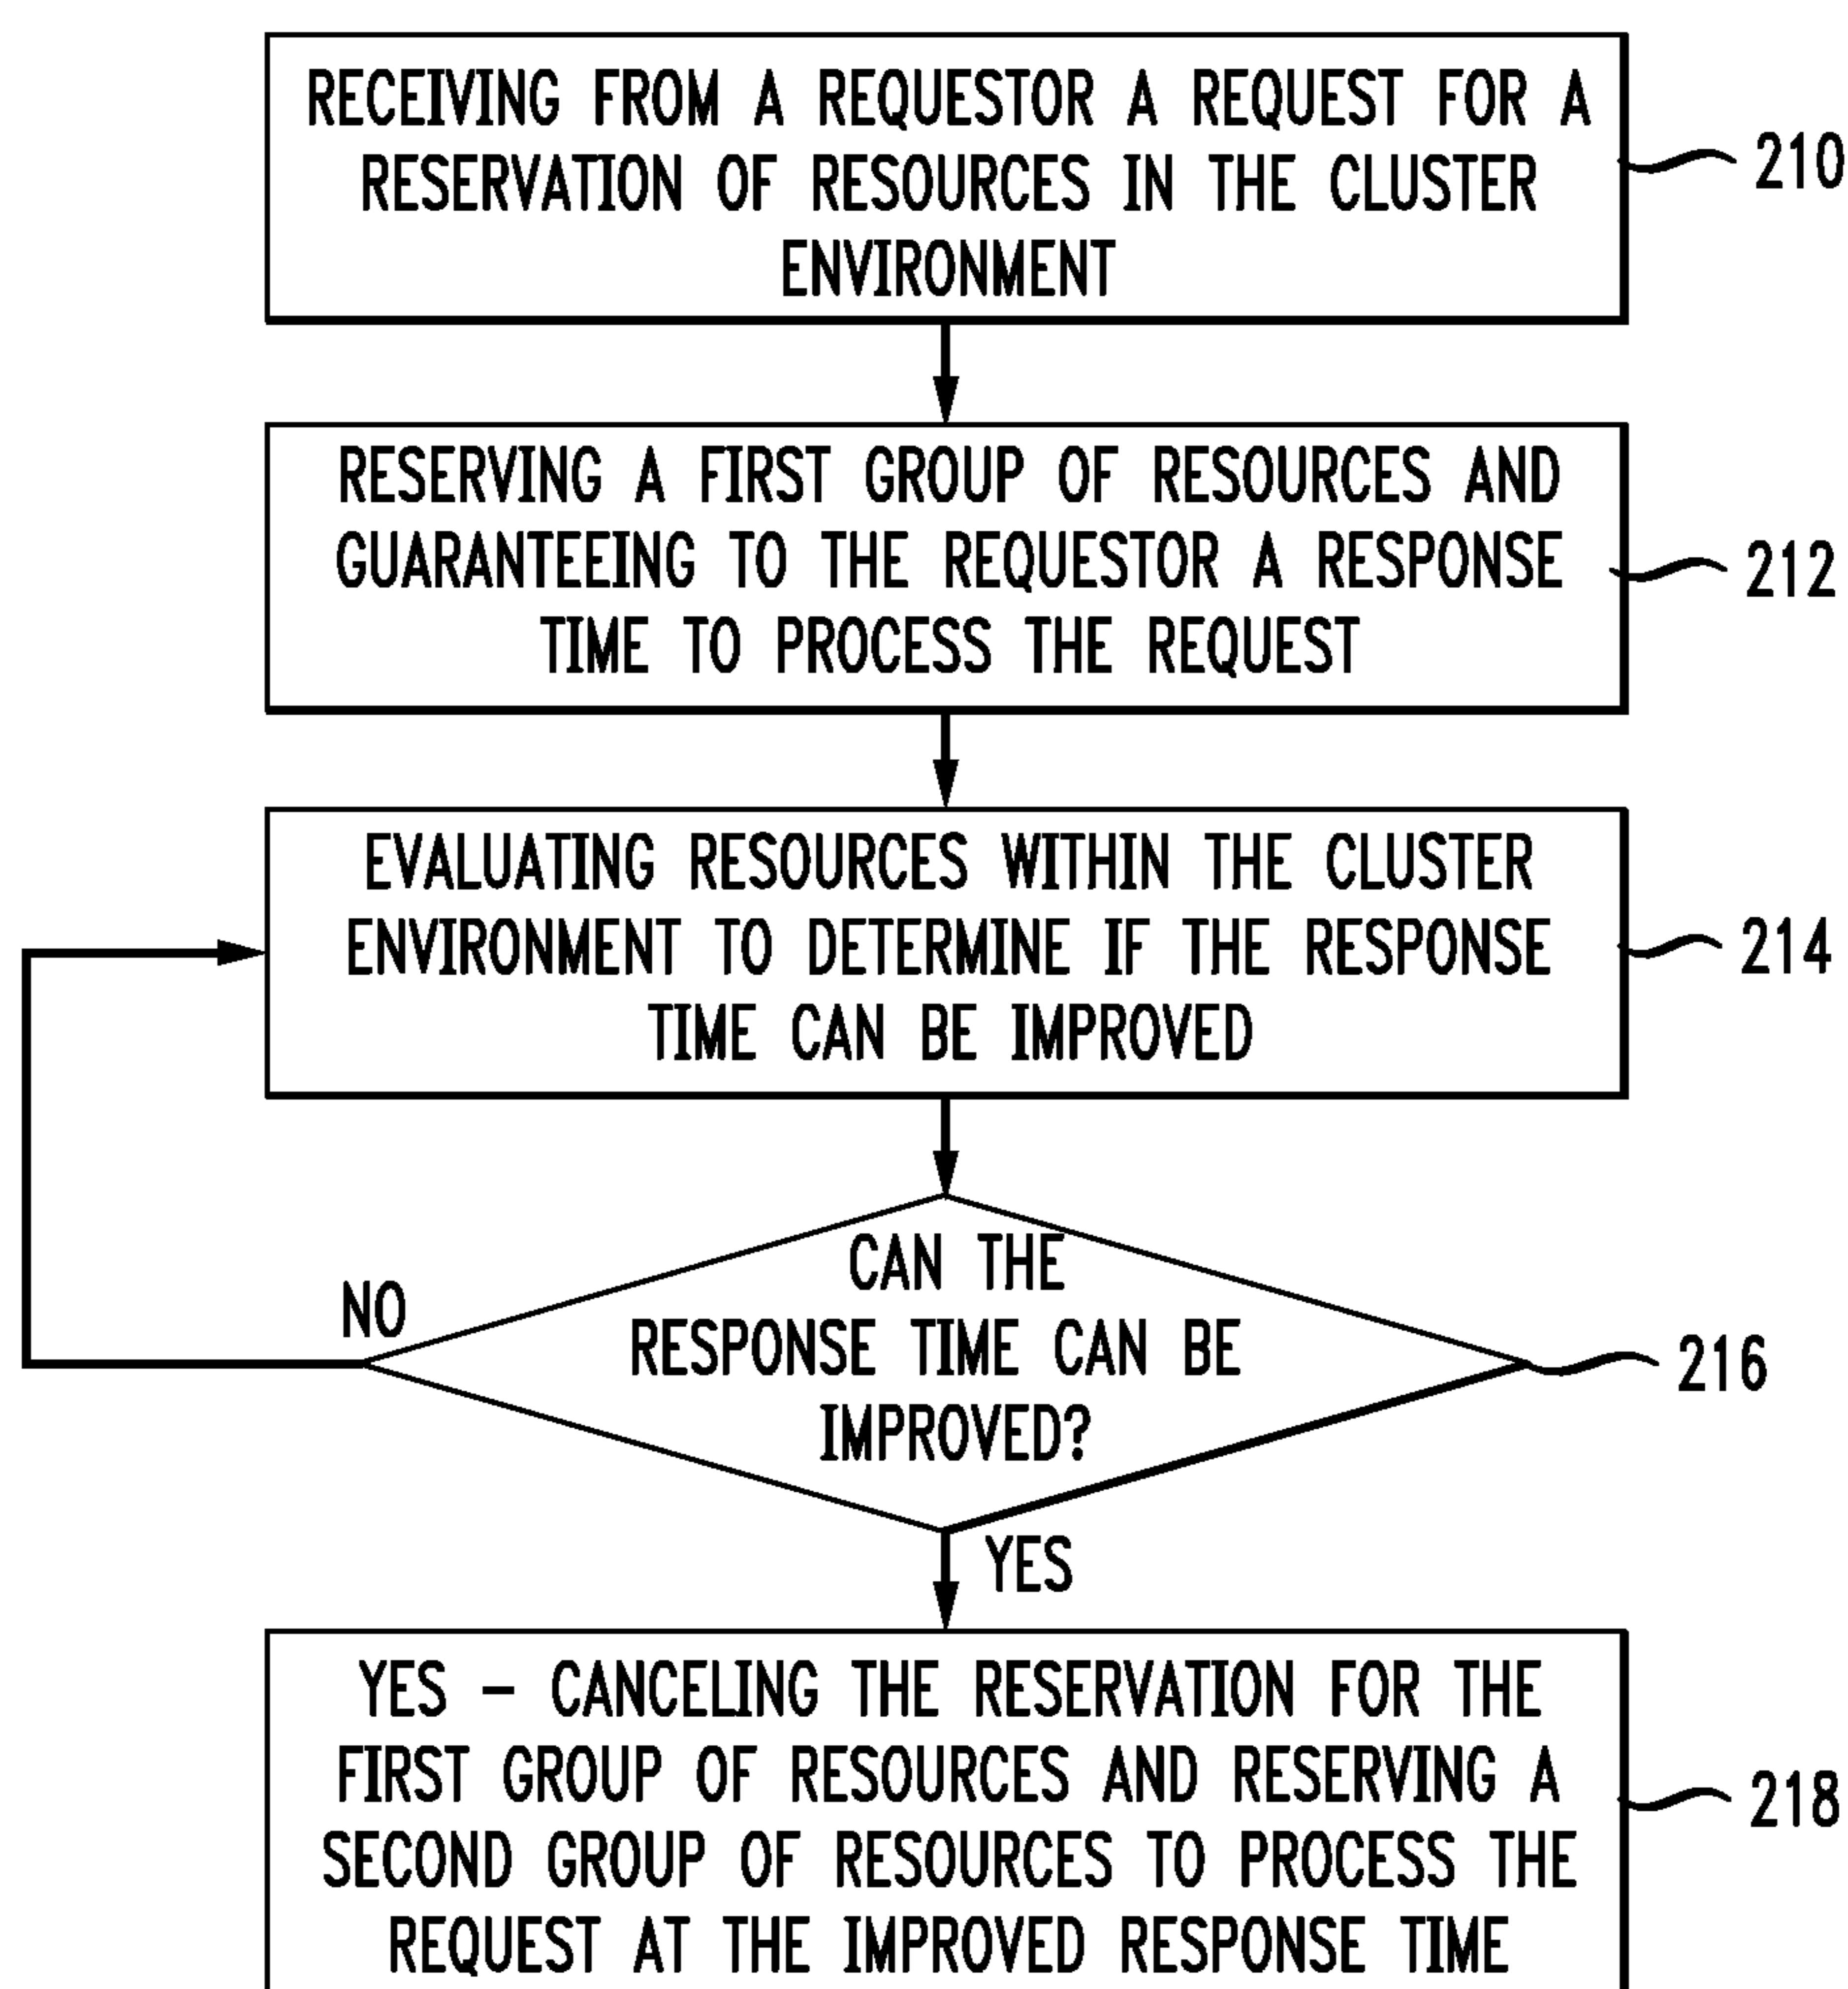 RECEIVING FROM A REQUESTOR A REQUEST FOR A
RESERVATION OF RESOURCES IN THE CLUSTER
ENVIRONMENT
210
RESERVING A FIRST GROUP OF RESOURCES AND
GUARANTEEING TO THE REQUESTOR A RESPONSE
TIME TO PROCESS THE REQUEST
212
EVALUATING RESOURCES WITHIN THE CLUSTER
ENVIRONMENT TO DETERMINE IF THE RESPONSE
TIME CAN BE IMPROVED
214
CAN THE
RESPONSE TIME CAN BE
IMPROVED?
216
NO
YES
YES – CANCELING THE RESERVATION FOR THE
FIRST GROUP OF RESOURCES AND RESERVING A
SECOND GROUP OF RESOURCES TO PROCESS THE
REQUEST AT THE IMPROVED RESPONSE TIME
218